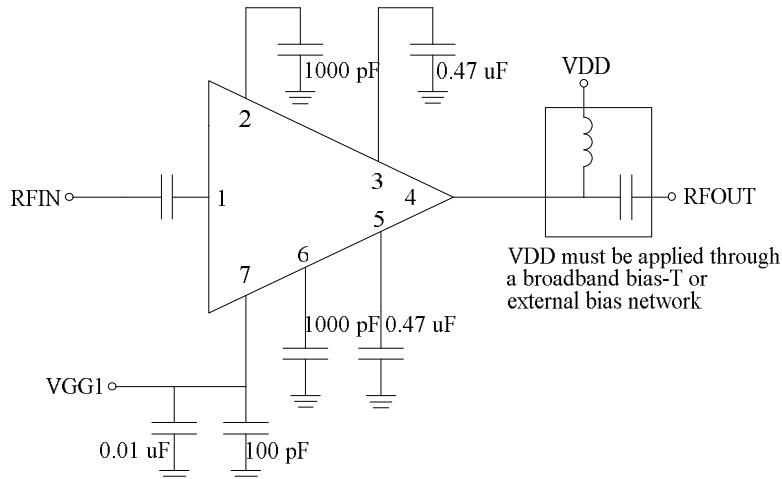 1000 pF
0.47 uF
VDD
2
3
RFIN
1
4
RFOUT
5
6
7
VDD must be applied through
a broadband bias-T or
external bias network
1000 pF
0.47 uF
VGG1
0.01 uF
100 pF